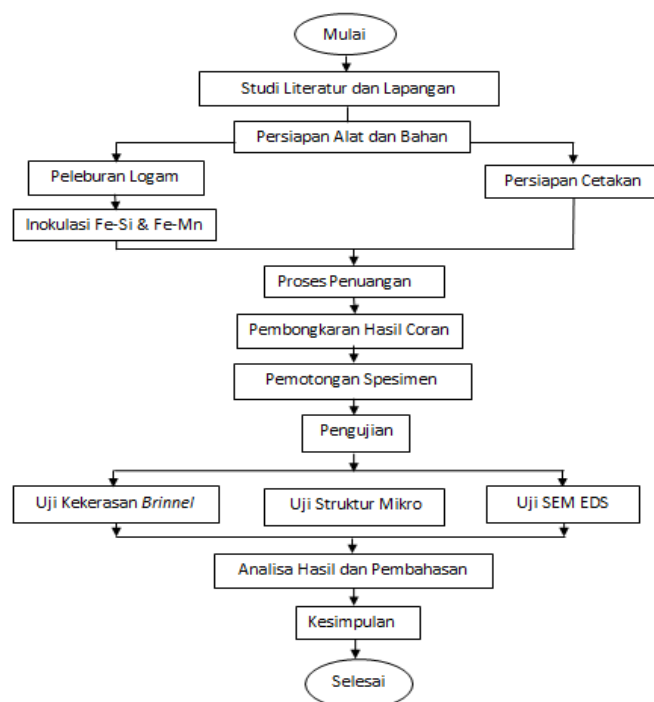 Mulai
Studi Literatur dan Lapangan
Persiapan Alat dan Bahan
Peleburan Logam
Persiapan Cetakan
Inokulasi Fe-Si & Fe-Mn
Proses Penuangan
Pembongkaran Hasil Coran
Pemotongan Spesimen
Pengujian
Uji Kekerasan Brinnel
Uji Struktur Mikro
Uji SEM EDS
Analisa Hasil dan Pembahasan
Kesimpulan
Selesai